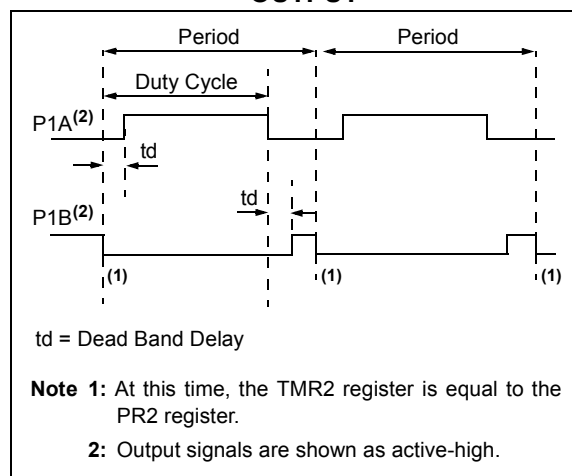 Period Period
Duty Cycle
P1A(2)
td
td
P1B(2)
(1) (1) (1)
td = Dead Band Delay
Note 1: At this time, the TMR2 register is equal to the
PR2 register.
2: Output signals are shown as active-high.